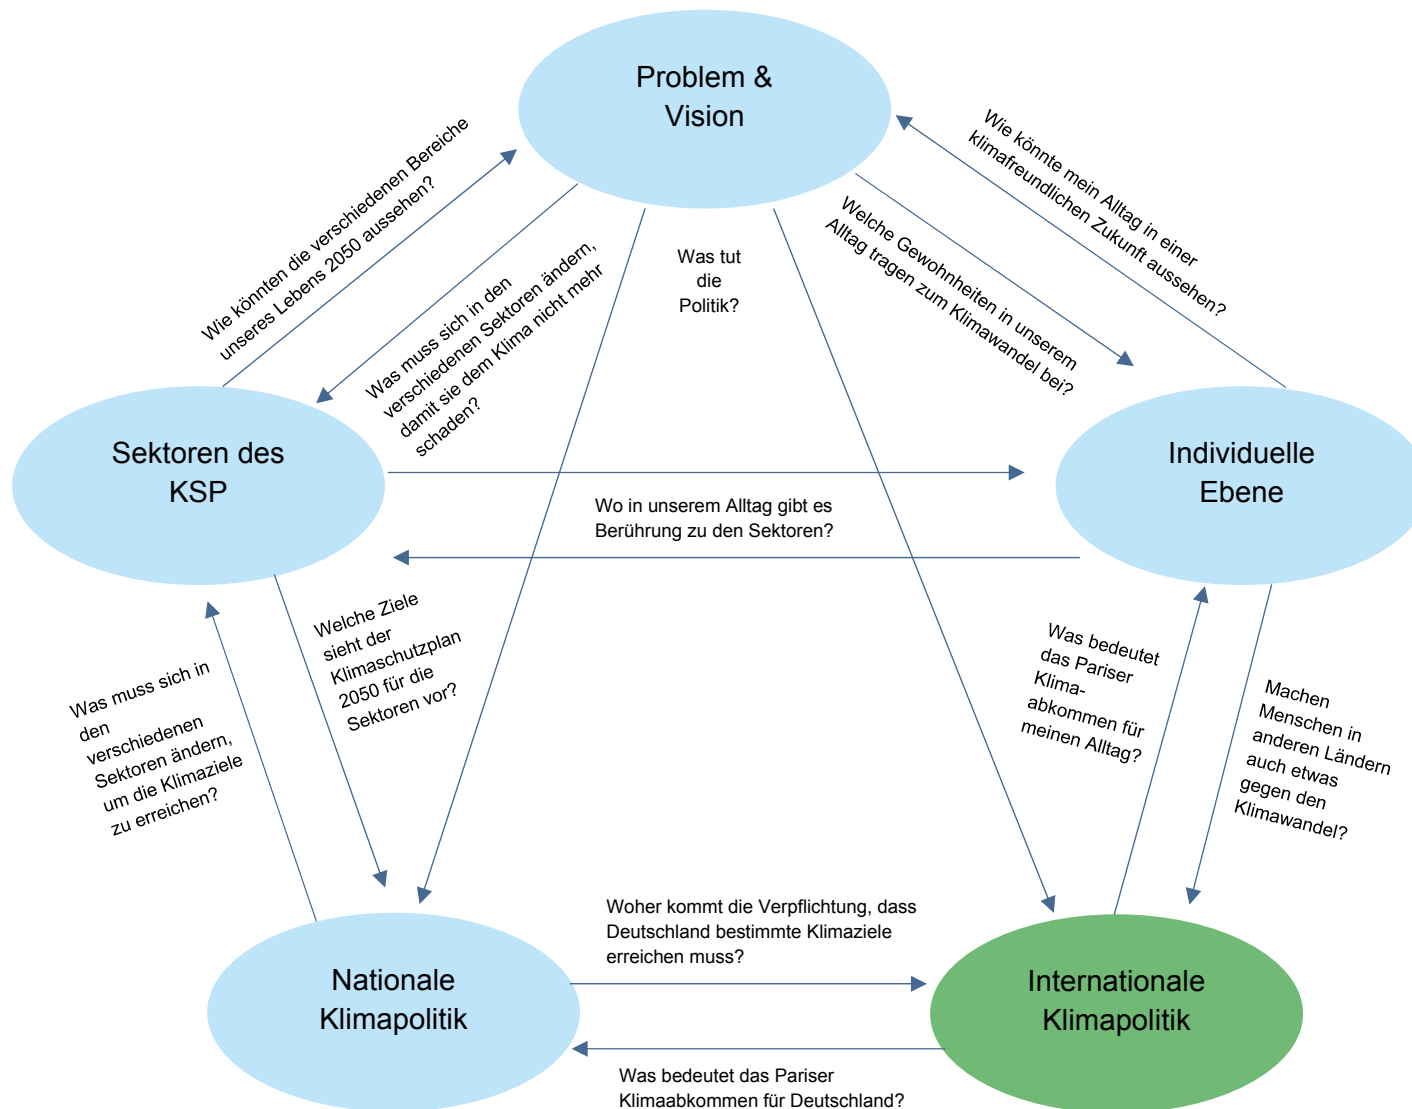 Problem &
Vision
Wie könnten die verschiedenen Bereiche
unseres Lebens 2050 aussehen?
Was muss sich in den
verschiedenen Sektoren ändern,
damit sie dem Klima nicht mehr
schaden?
Was tut
die
Politik?
Welche Gewohnheiten in unserem
Alltag tragen zum Klimawandel bei?
Wie könnte mein Alltag in einer
klimafreundlichen Zukunft aussehen?
Sektoren des
KSP
Individuelle
Ebene
Wo in unserem Alltag gibt es
Berührung zu den Sektoren?
Was muss sich in
den
verschiedenen
Sektoren ändern,
um die Klimaziele
zu erreichen?
Welche Ziele
sieht der
Klimaschutzplan
2050 für die
Sektoren vor?
Was bedeutet
das Pariser
Klima-
abkommen für
meinen Alltag?
Machen
Menschen in
anderen Ländern
auch etwas
gegen den
Klimawandel?
Woher kommt die Verpflichtung, dass
Deutschland bestimmte Klimaziele
erreichen muss?
Nationale
Klimapolitik
Internationale
Klimapolitik
Was bedeutet das Pariser
Klimaabkommen für Deutschland?